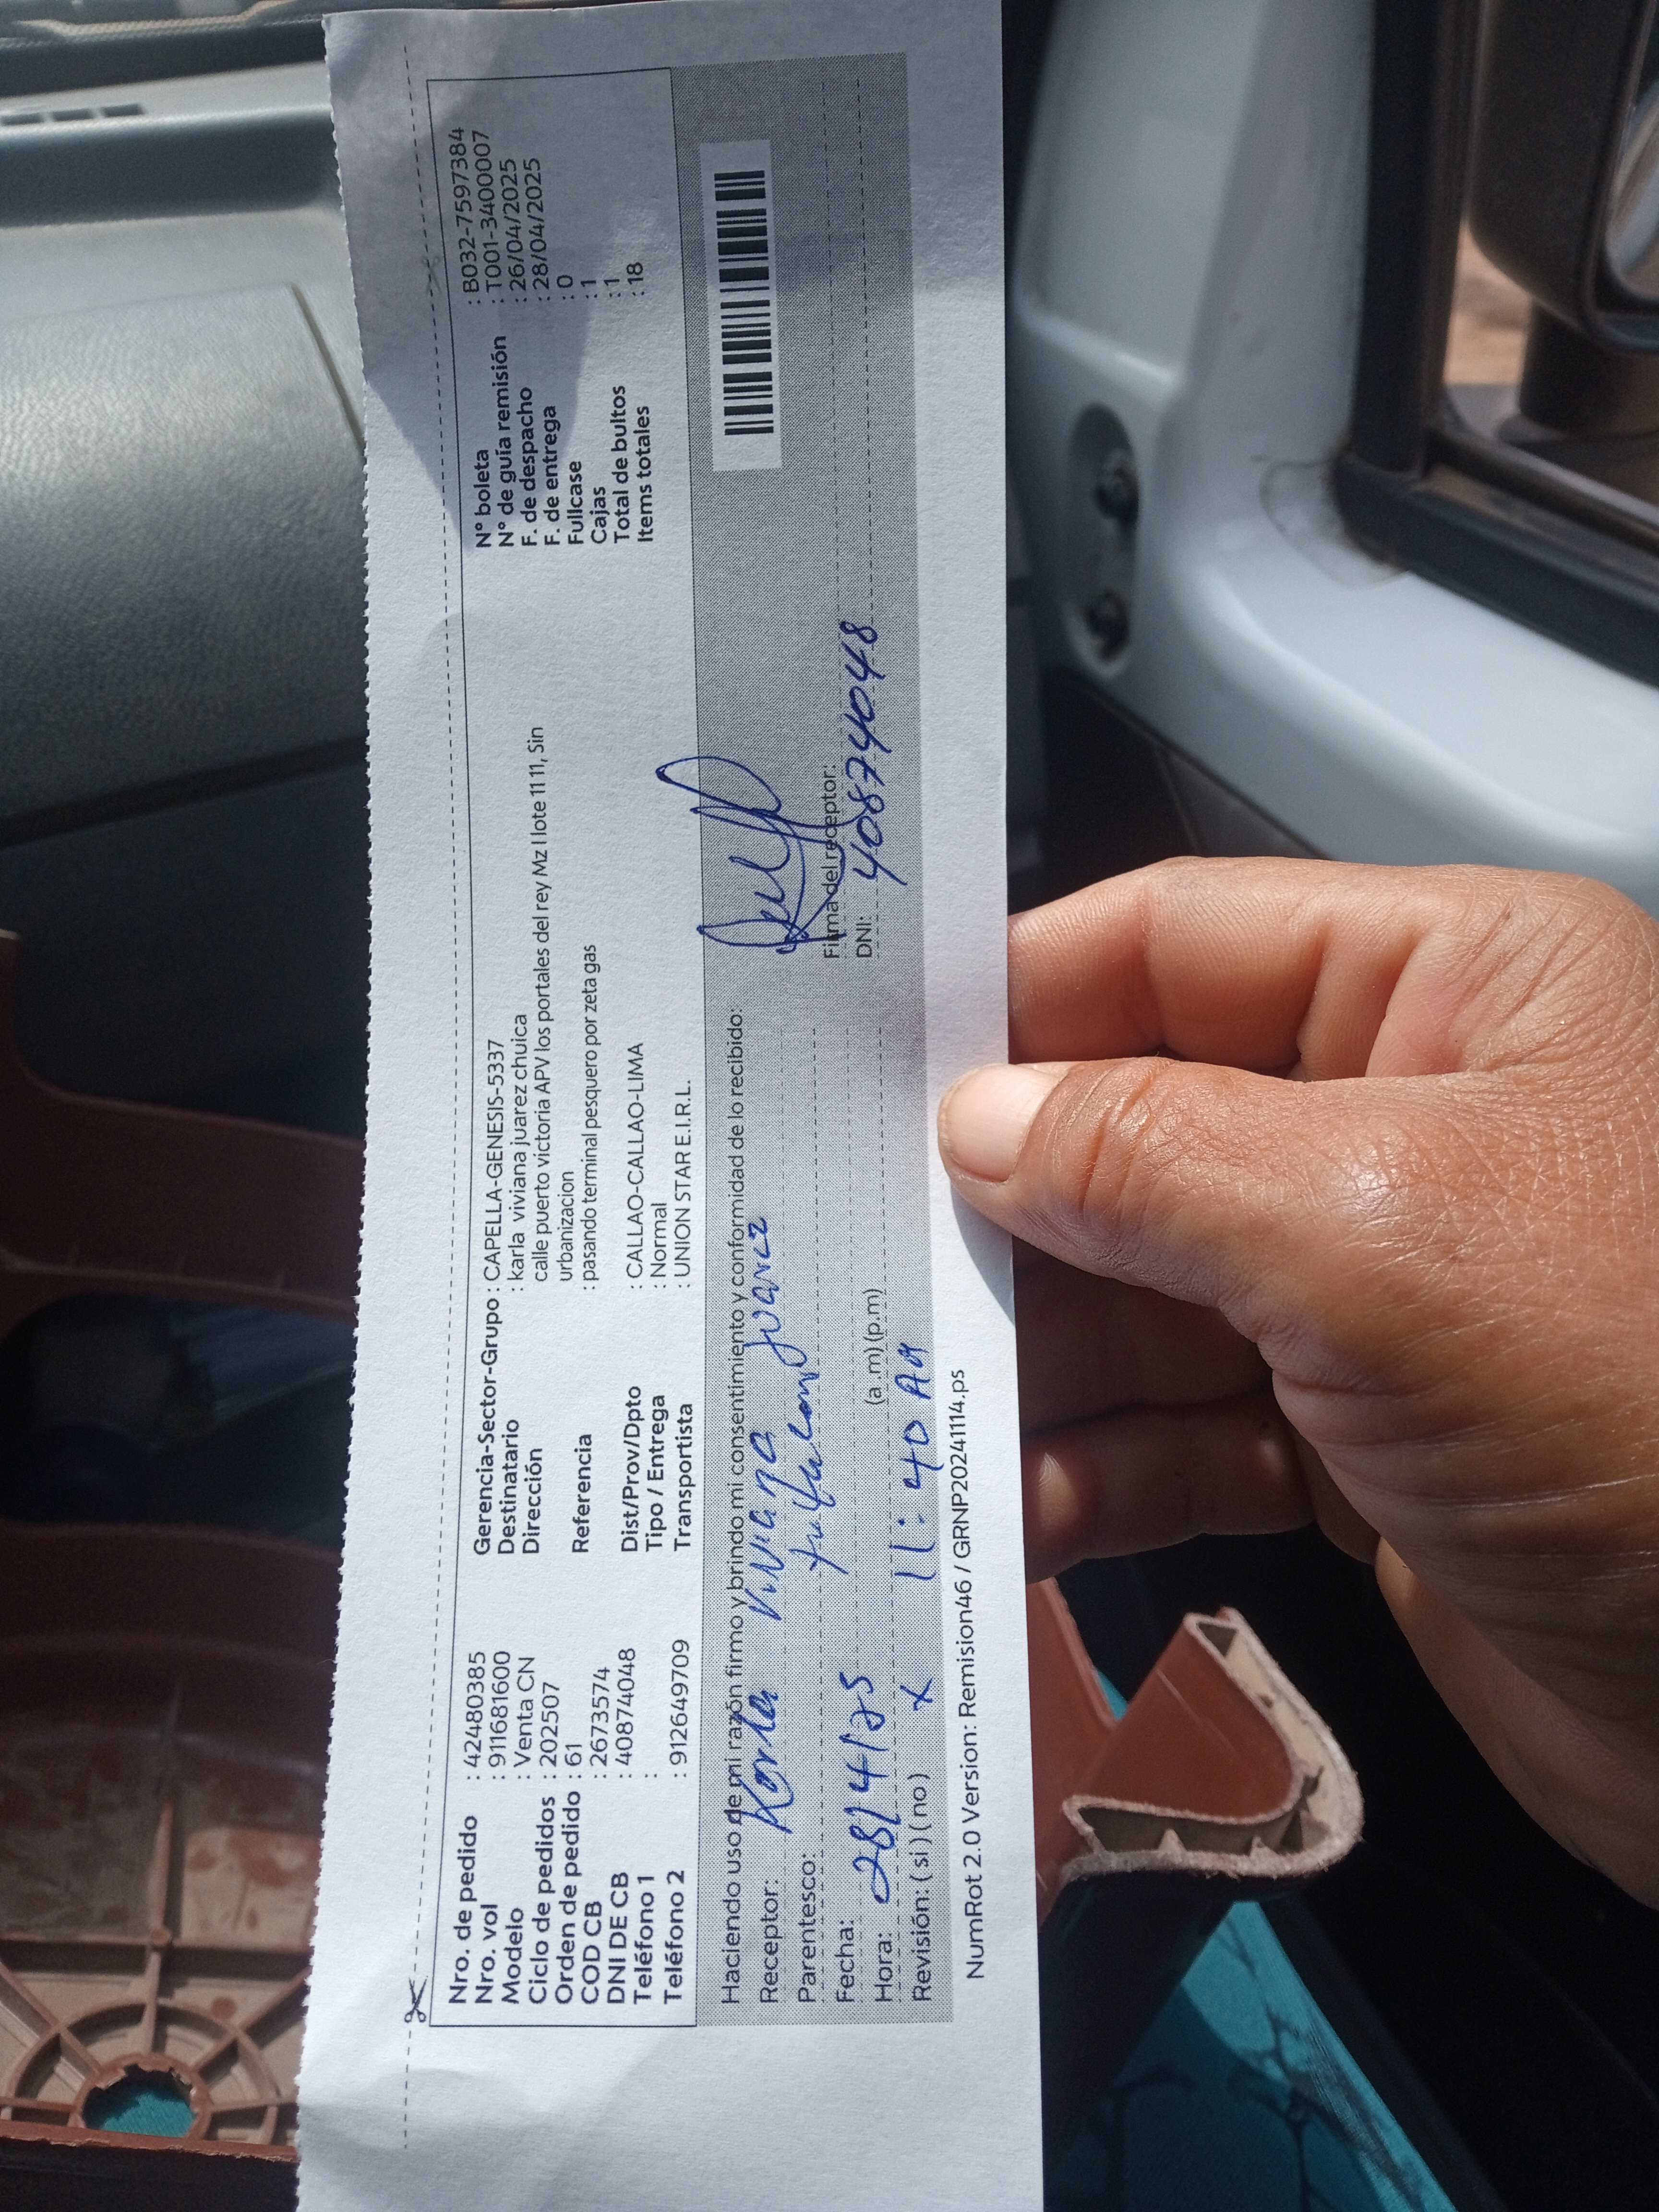 Nro. de pedido : 42480385
Nro. vol : 911681600
Modelo : Venta CN
Ciclo de pedidos : 202507
Orden de pedido : 61
COD CB : 2673574
DNI DE CB : 40874048
Teléfono 1 :
Teléfono 2 : 912649709
Gerencia-Sector-Grupo : CAPELLA-GENESIS-5337
Destinatario : karla viviana juarez chuica
Dirección calle puerto victoria APV los portales del rey Mz I lote 11 11, Sin
urbanizacion
Referencia : pasando terminal pesquero por zeta gas
Dist/Prov/Dpto : CALLAO-CALLAO-LIMA
Tipo / Entrega : Normal
Transportista : UNION STAR E.I.R.L.
N° boleta : B032-7597384
N° de guía remisión : T001-3400007
F. de despacho : 26/04/2025
F. de entrega : 28/04/2025
Fullcase : 0
Cajas : 1
Total de bultos : 1
Items totales : 18
Haciendo uso de mi razón firmo y brindo mi consentimiento y conformidad de lo recibido:
Receptor: Karla Viviana Juarez
Parentesco:
Fecha: 28/4/25
Hora: (a.m) (p.m)
Revisión: ( si ) ( no ) x 11:40 AM
Firma del receptor:
DNI: 40874048
NumRot 2.0 Version: Remision46 / GRNP20241114.ps